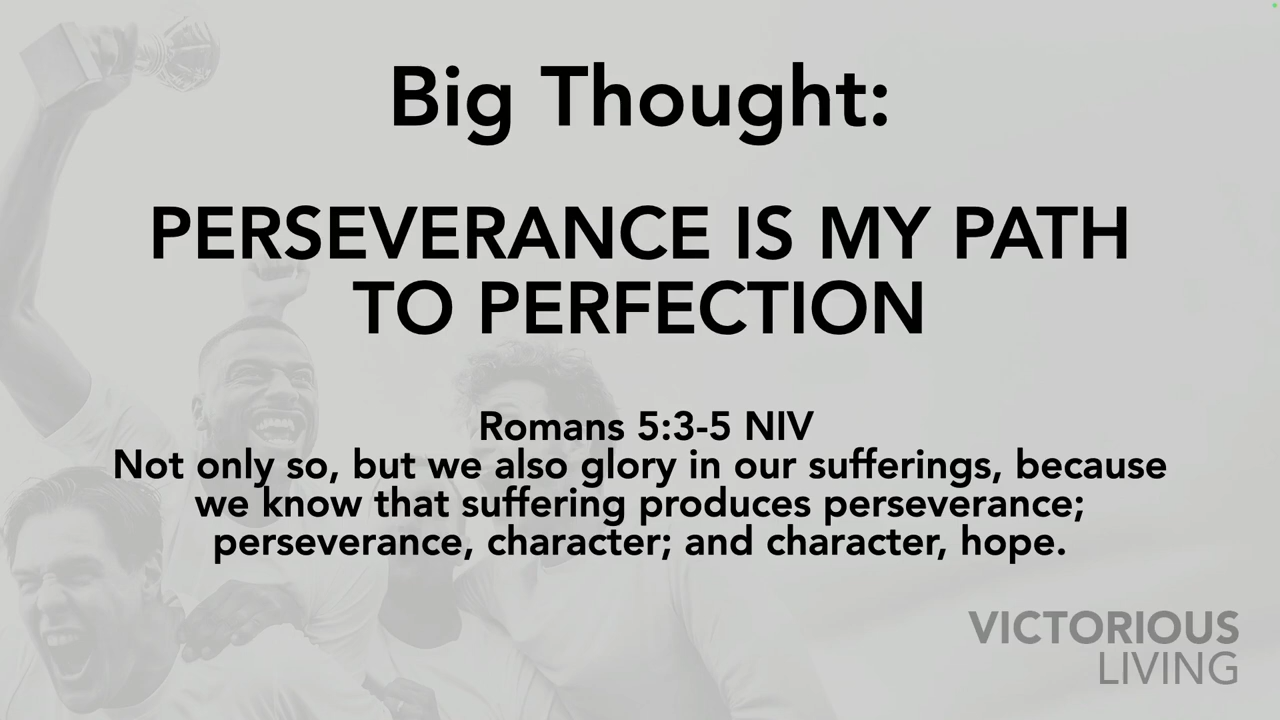 Big Thought:
PERSEVERANCE IS MY PATH
TO PERFECTION
Romans 5:3-5 NIV
Not only so, but we also glory in our sufferings, because
we know that suffering produces perseverance;
perseverance, character; and character, hope.
VICTORIOUS
LIVING